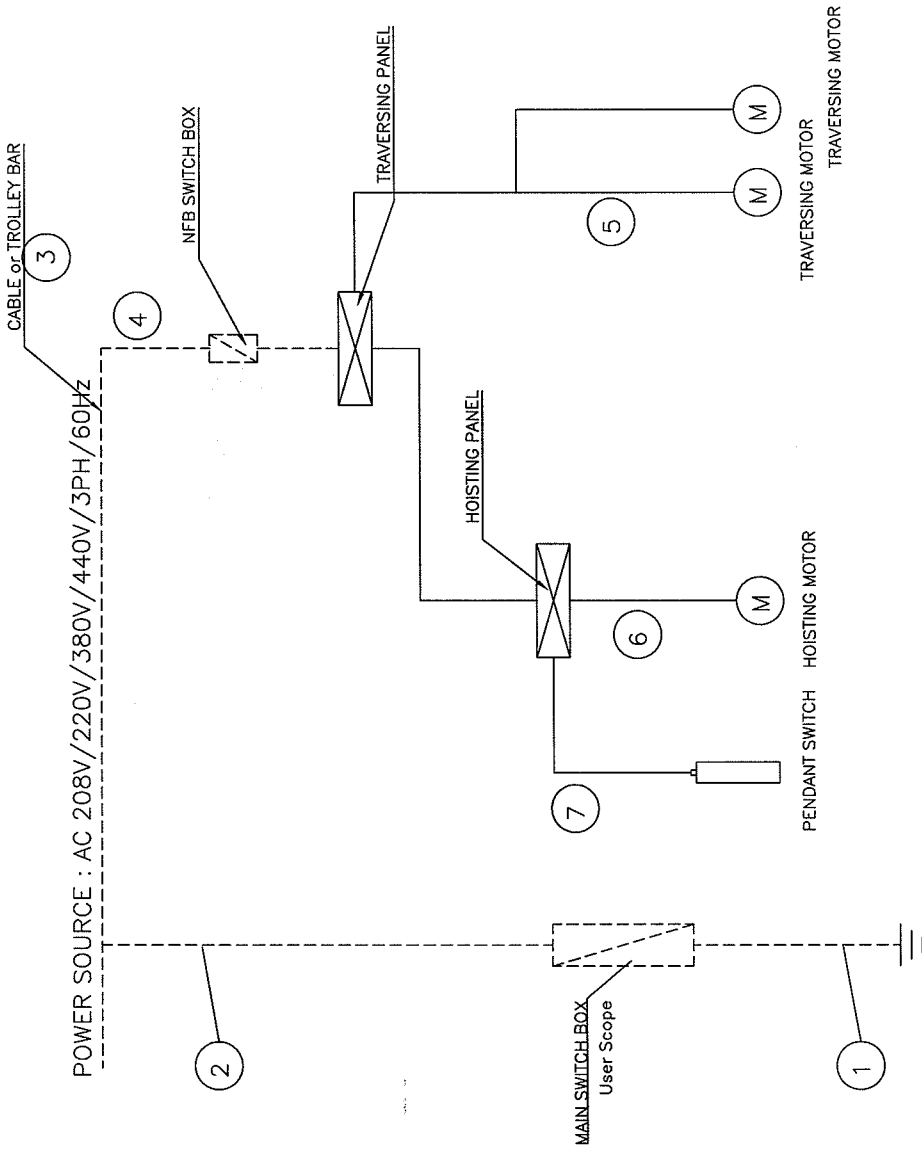 POWER SOURCE : AC 208V/220V/380V/440V/3PH/60Hz
CABLE or TROLLEY BAR
3
4
NFB SWITCH BOX
TRAVERSING PANEL
HOISTING PANEL
2
7
6
5
M
M
M
PENDANT SWITCH
HOISTING MOTOR
TRAVERSING MOTOR
TRAVERSING MOTOR
MAIN SWITCH BOX
User Scope
1